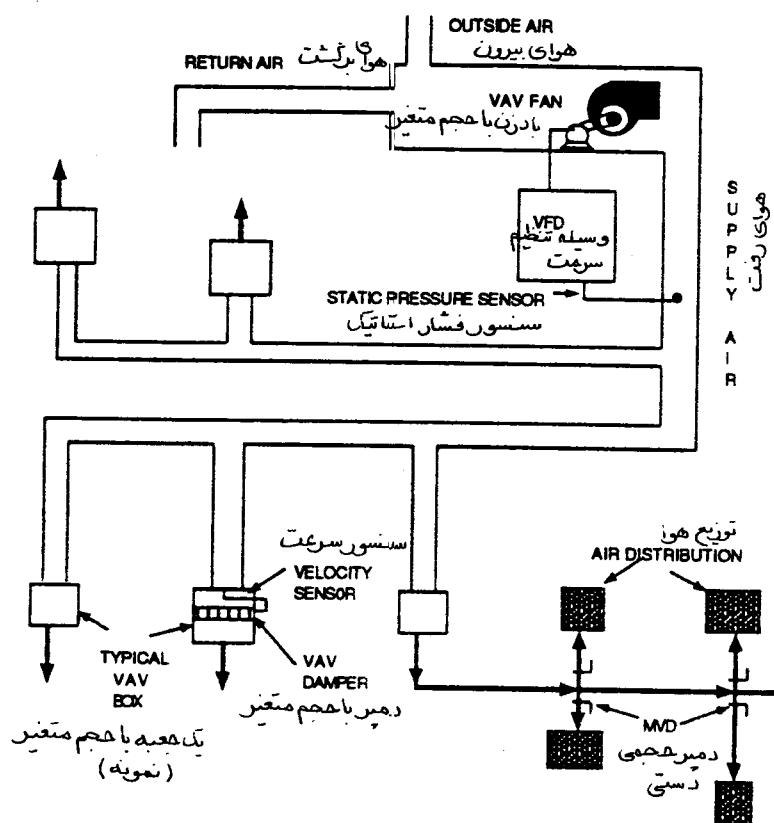 OUTSIDE AIR
هوای بیرون
RETURN AIR
هوای برگشت
VAV FAN
بادزن با حجم متغیر
VFD
وسیله تنظیم
سرعت
STATIC PRESSURE SENSOR
سنسور فشار استاتیک
SUPPLY AIR
هوای رفت
سنسور سرعت
VELOCITY
SENSOR
توزیع هوا
AIR DISTRIBUTION
TYPICAL
VAV
BOX
یک جعبه با حجم متغیر
(نمونه)
VAV
DAMPER
دمپر با حجم متغیر
MVD
دمپر حجمی
دستی